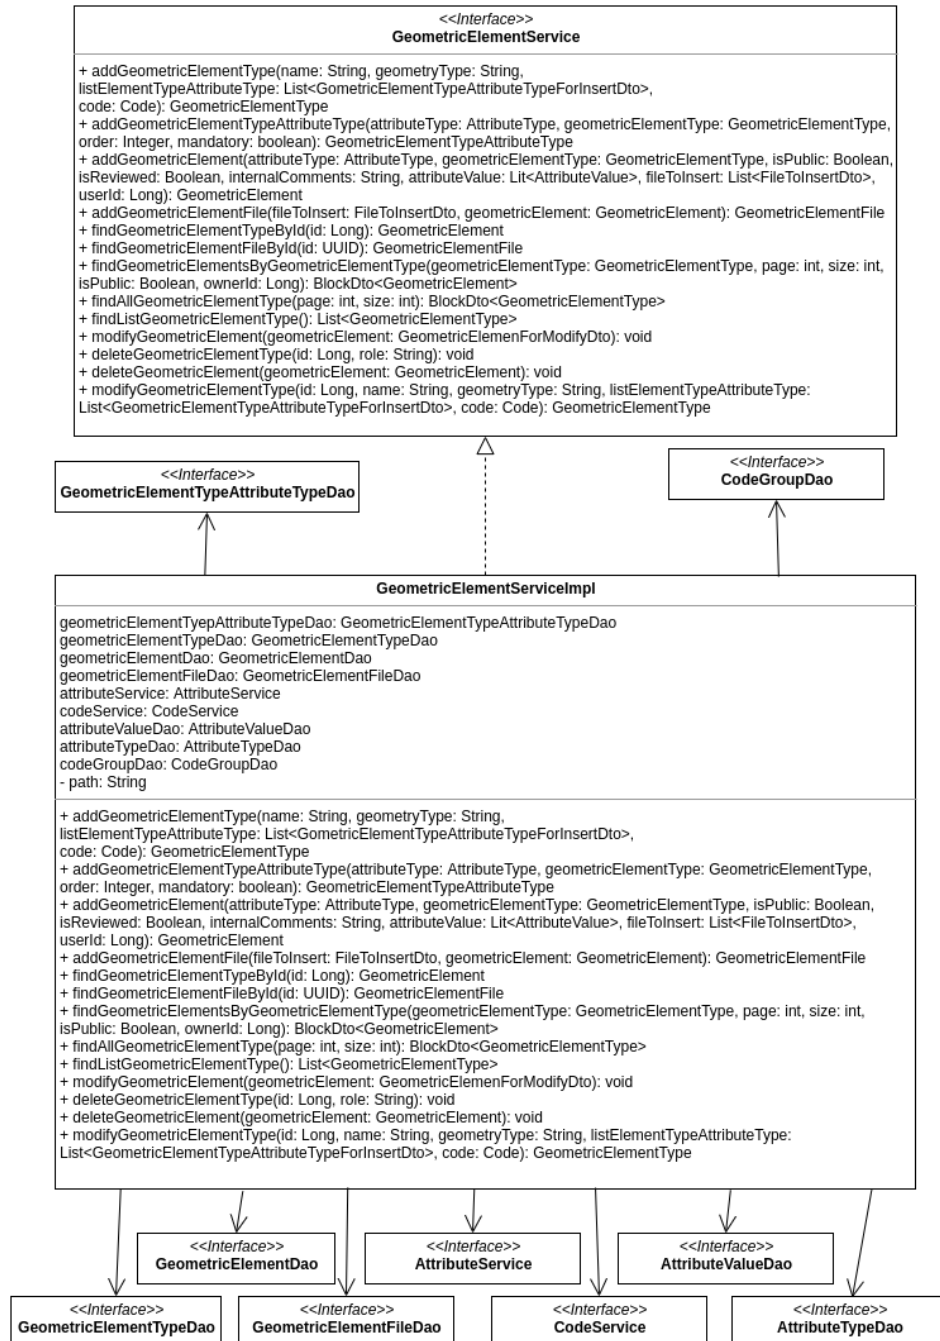 <<Interface>>
GeometricElementService
+ addGeometricElementType(name: String, geometryType: String,
listElementTypeAttributeType: List<GometricElementTypeAttributeTypeForInsertDto>,
code: Code): GeometricElementType
+ addGeometricElementTypeAttributeType(attributeType: AttributeType, geometricElementType: GeometricElementType,
order: Integer, mandatory: boolean): GeometricElementTypeAttributeType
+ addGeometricElement(attributeType: AttributeType, geometricElementType: GeometricElementType, isPublic: Boolean,
isReviewed: Boolean, internalComments: String, attributeValue: Lit<AttributeValue>, fileToInsert: List<FileToInsertDto>,
userId: Long): GeometricElement
+ addGeometricElementFile(fileToInsert: FileToInsertDto, geometricElement: GeometricElement): GeometricElementFile
+ findGeometricElementTypeById(id: Long): GeometricElement
+ findGeometricElementFileById(id: UUID): GeometricElementFile
+ findGeometricElementsByGeometricElementType(geometricElementType: GeometricElementType, page: int, size: int,
isPublic: Boolean, ownerId: Long): BlockDto<GeometricElement>
+ findAllGeometricElementType(page: int, size: int): BlockDto<GeometricElementType>
+ findListGeometricElementType(): List<GeometricElementType>
+ modifyGeometricElement(geometricElement: GeometricElemenForModifyDto): void
+ deleteGeometricElementType(id: Long, role: String): void
+ deleteGeometricElement(geometricElement: GeometricElement): void
+ modifyGeometricElementType(id: Long, name: String, geometryType: String, listElementTypeAttributeType:
List<GeometricElementTypeAttributeTypeForInsertDto>, code: Code): GeometricElementType
<<Interface>>
GeometricElementTypeAttributeTypeDao
<<Interface>>
CodeGroupDao
GeometricElementServiceImpl
geometricElementTyepAttributeTypeDao: GeometricElementTypeAttributeTypeDao
geometricElementTypeDao: GeometricElementTypeDao
geometricElementDao: GeometricElementDao
geometricElementFileDao: GeometricElementFileDao
attributeService: AttributeService
codeService: CodeService
attributeValueDao: AttributeValueDao
attributeTypeDao: AttributeTypeDao
codeGroupDao: CodeGroupDao
- path: String
+ addGeometricElementType(name: String, geometryType: String,
listElementTypeAttributeType: List<GometricElementTypeAttributeTypeForInsertDto>,
code: Code): GeometricElementType
+ addGeometricElementTypeAttributeType(attributeType: AttributeType, geometricElementType: GeometricElementType,
order: Integer, mandatory: boolean): GeometricElementTypeAttributeType
+ addGeometricElement(attributeType: AttributeType, geometricElementType: GeometricElementType, isPublic: Boolean,
isReviewed: Boolean, internalComments: String, attributeValue: Lit<AttributeValue>, fileToInsert: List<FileToInsertDto>,
userId: Long): GeometricElement
+ addGeometricElementFile(fileToInsert: FileToInsertDto, geometricElement: GeometricElement): GeometricElementFile
+ findGeometricElementTypeById(id: Long): GeometricElement
+ findGeometricElementFileById(id: UUID): GeometricElementFile
+ findGeometricElementsByGeometricElementType(geometricElementType: GeometricElementType, page: int, size: int,
isPublic: Boolean, ownerId: Long): BlockDto<GeometricElement>
+ findAllGeometricElementType(page: int, size: int): BlockDto<GeometricElementType>
+ findListGeometricElementType(): List<GeometricElementType>
+ modifyGeometricElement(geometricElement: GeometricElemenForModifyDto): void
+ deleteGeometricElementType(id: Long, role: String): void
+ deleteGeometricElement(geometricElement: GeometricElement): void
+ modifyGeometricElementType(id: Long, name: String, geometryType: String, listElementTypeAttributeType:
List<GeometricElementTypeAttributeTypeForInsertDto>, code: Code): GeometricElementType
<<Interface>>
GeometricElementDao
<<Interface>>
AttributeService
<<Interface>>
AttributeValueDao
<<Interface>>
GeometricElementTypeDao
<<Interface>>
GeometricElementFileDao
<<Interface>>
CodeService
<<Interface>>
AttributeTypeDao